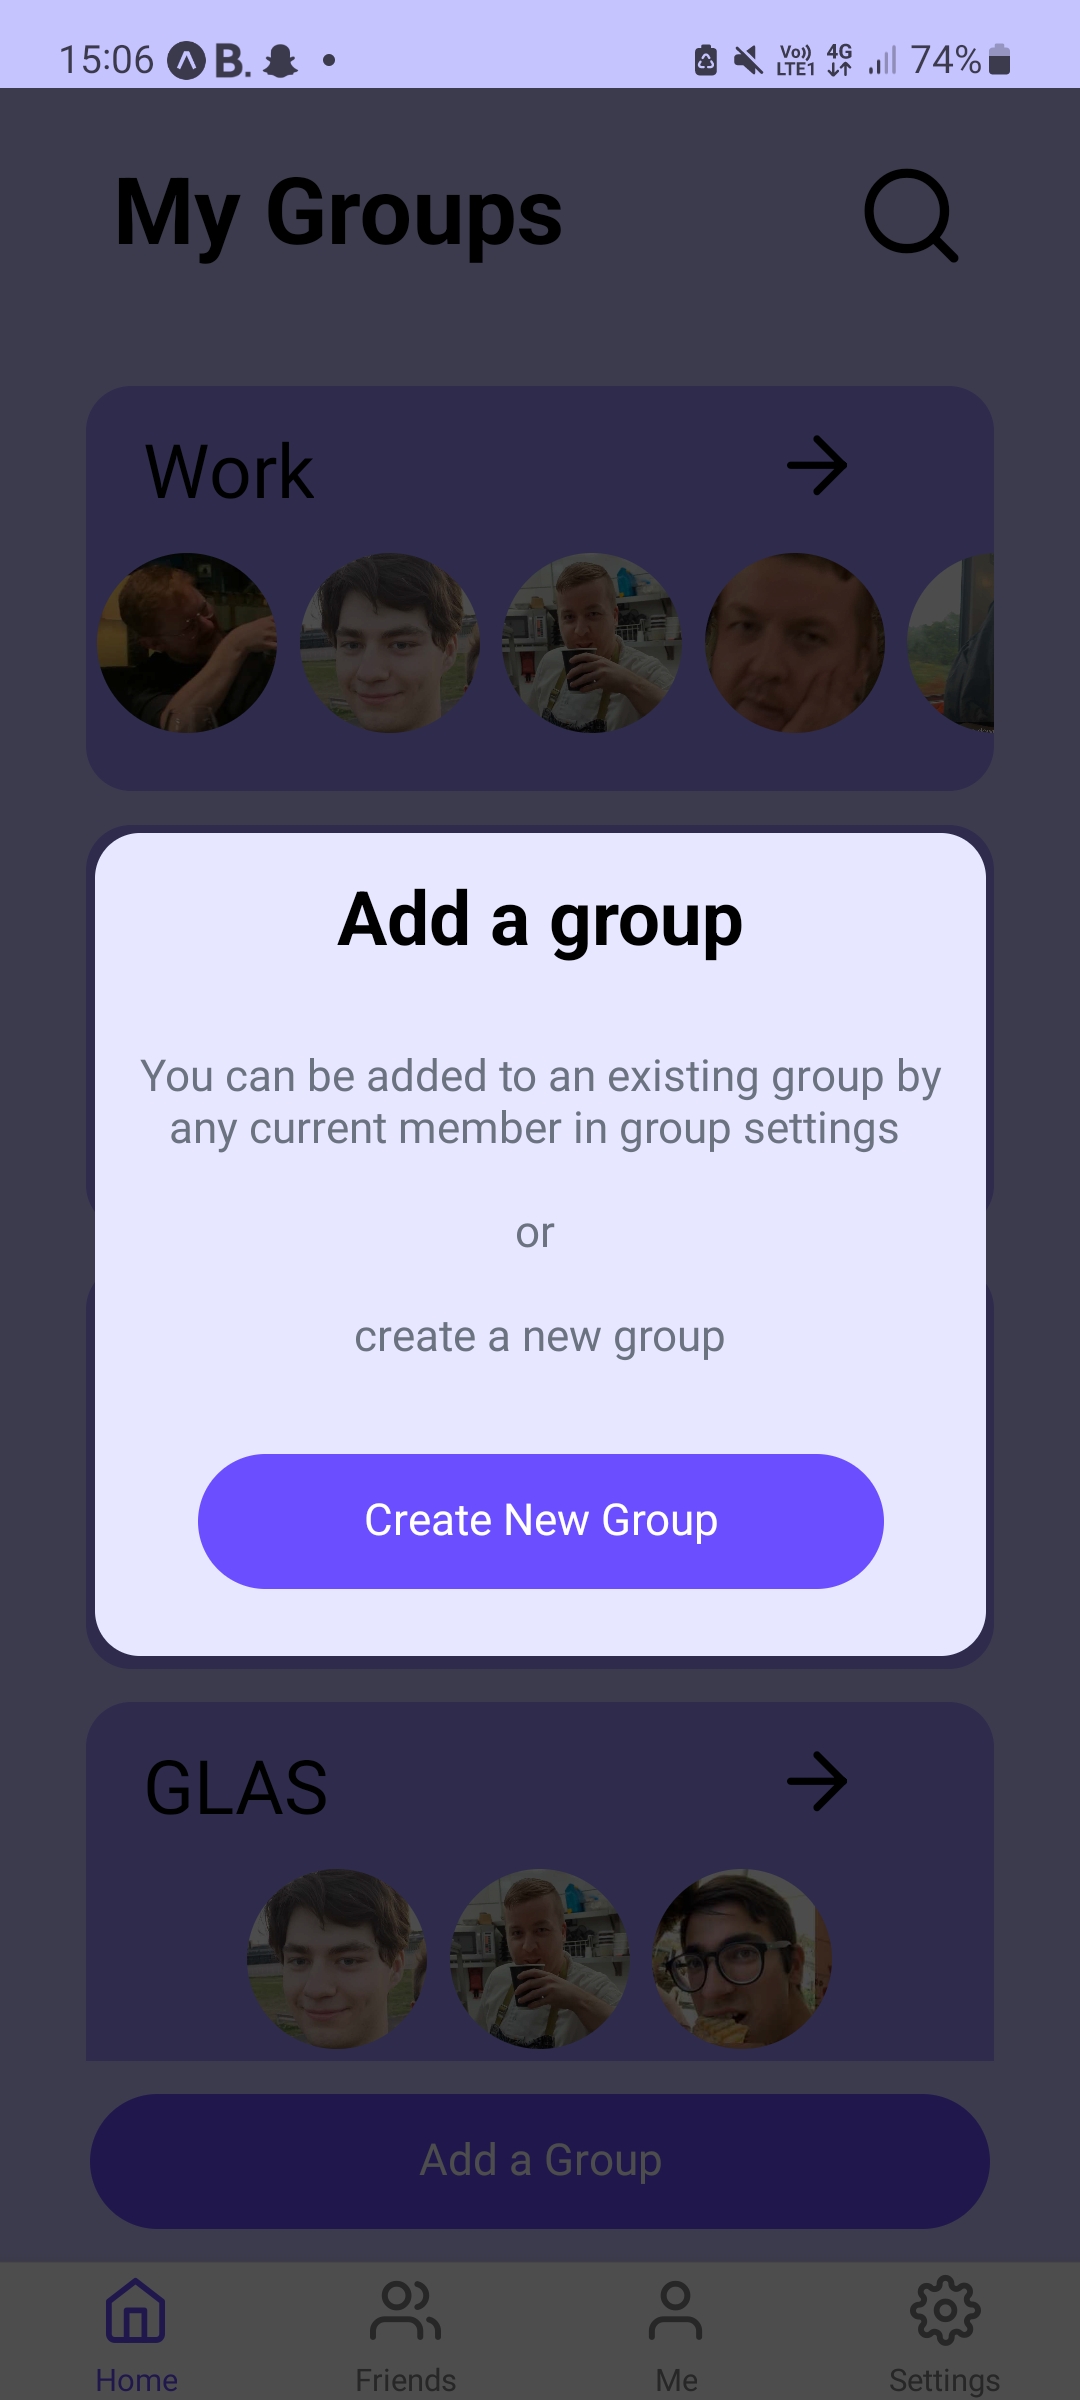 15:06 B. Vo)) LTE1 4G 74%
My Groups
Work
Add a group
You can be added to an existing group by
any current member in group settings
or
create a new group
Create New Group
GLAS
Add a Group
Home Friends Me Settings